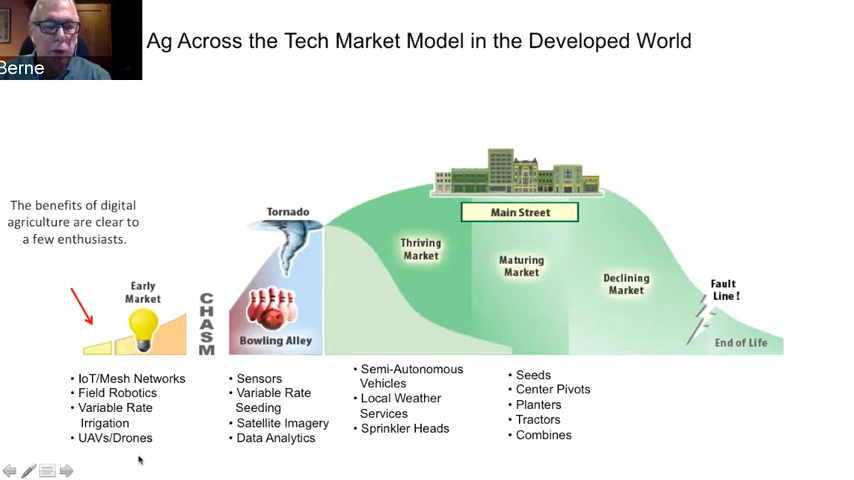 Ag Across the Tech Market Model in the Developed World
Berne
The benefits of digital
agriculture are clear to
a few enthusiasts.
Early
Market
CHASM
Tornado
Bowling Alley
Thriving
Market
Main Street
Maturing
Market
Declining
Market
Fault
Line!
End of Life
• IoT/Mesh Networks
• Field Robotics
• Variable Rate
Irrigation
• UAVs/Drones
• Sensors
• Variable Rate
Seeding
• Satellite Imagery
• Data Analytics
• Semi-Autonomous
Vehicles
• Local Weather
Services
• Sprinkler Heads
• Seeds
• Center Pivots
• Planters
• Tractors
• Combines